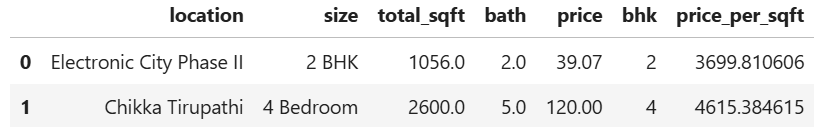 location size total_sqft bath price bhk price_per_sqft
0 Electronic City Phase II 2 BHK 1056.0 2.0 39.07 2 3699.810606
1 Chikka Tirupathi 4 Bedroom 2600.0 5.0 120.00 4 4615.384615